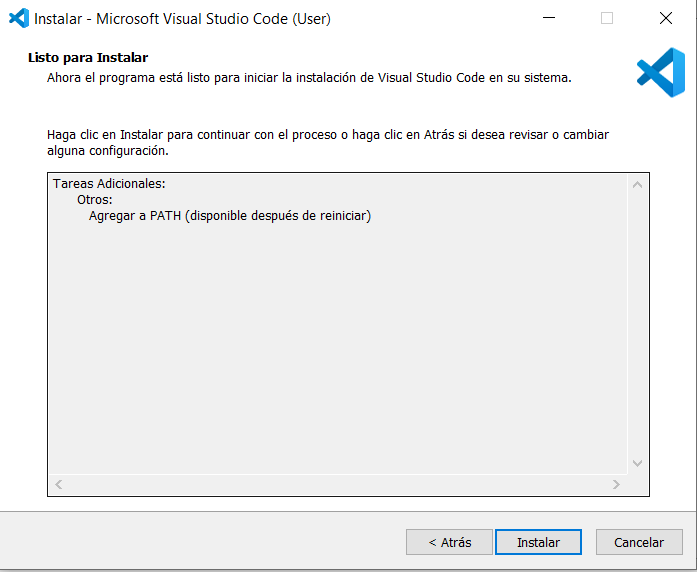 Instalar - Microsoft Visual Studio Code (User)
Listo para Instalar
Ahora el programa está listo para iniciar la instalación de Visual Studio Code en su sistema.
Haga clic en Instalar para continuar con el proceso o haga clic en Atrás si desea revisar o cambiar
alguna configuración.
Tareas Adicionales:
Otros:
Agregar a PATH (disponible después de reiniciar)
< Atrás
Instalar
Cancelar